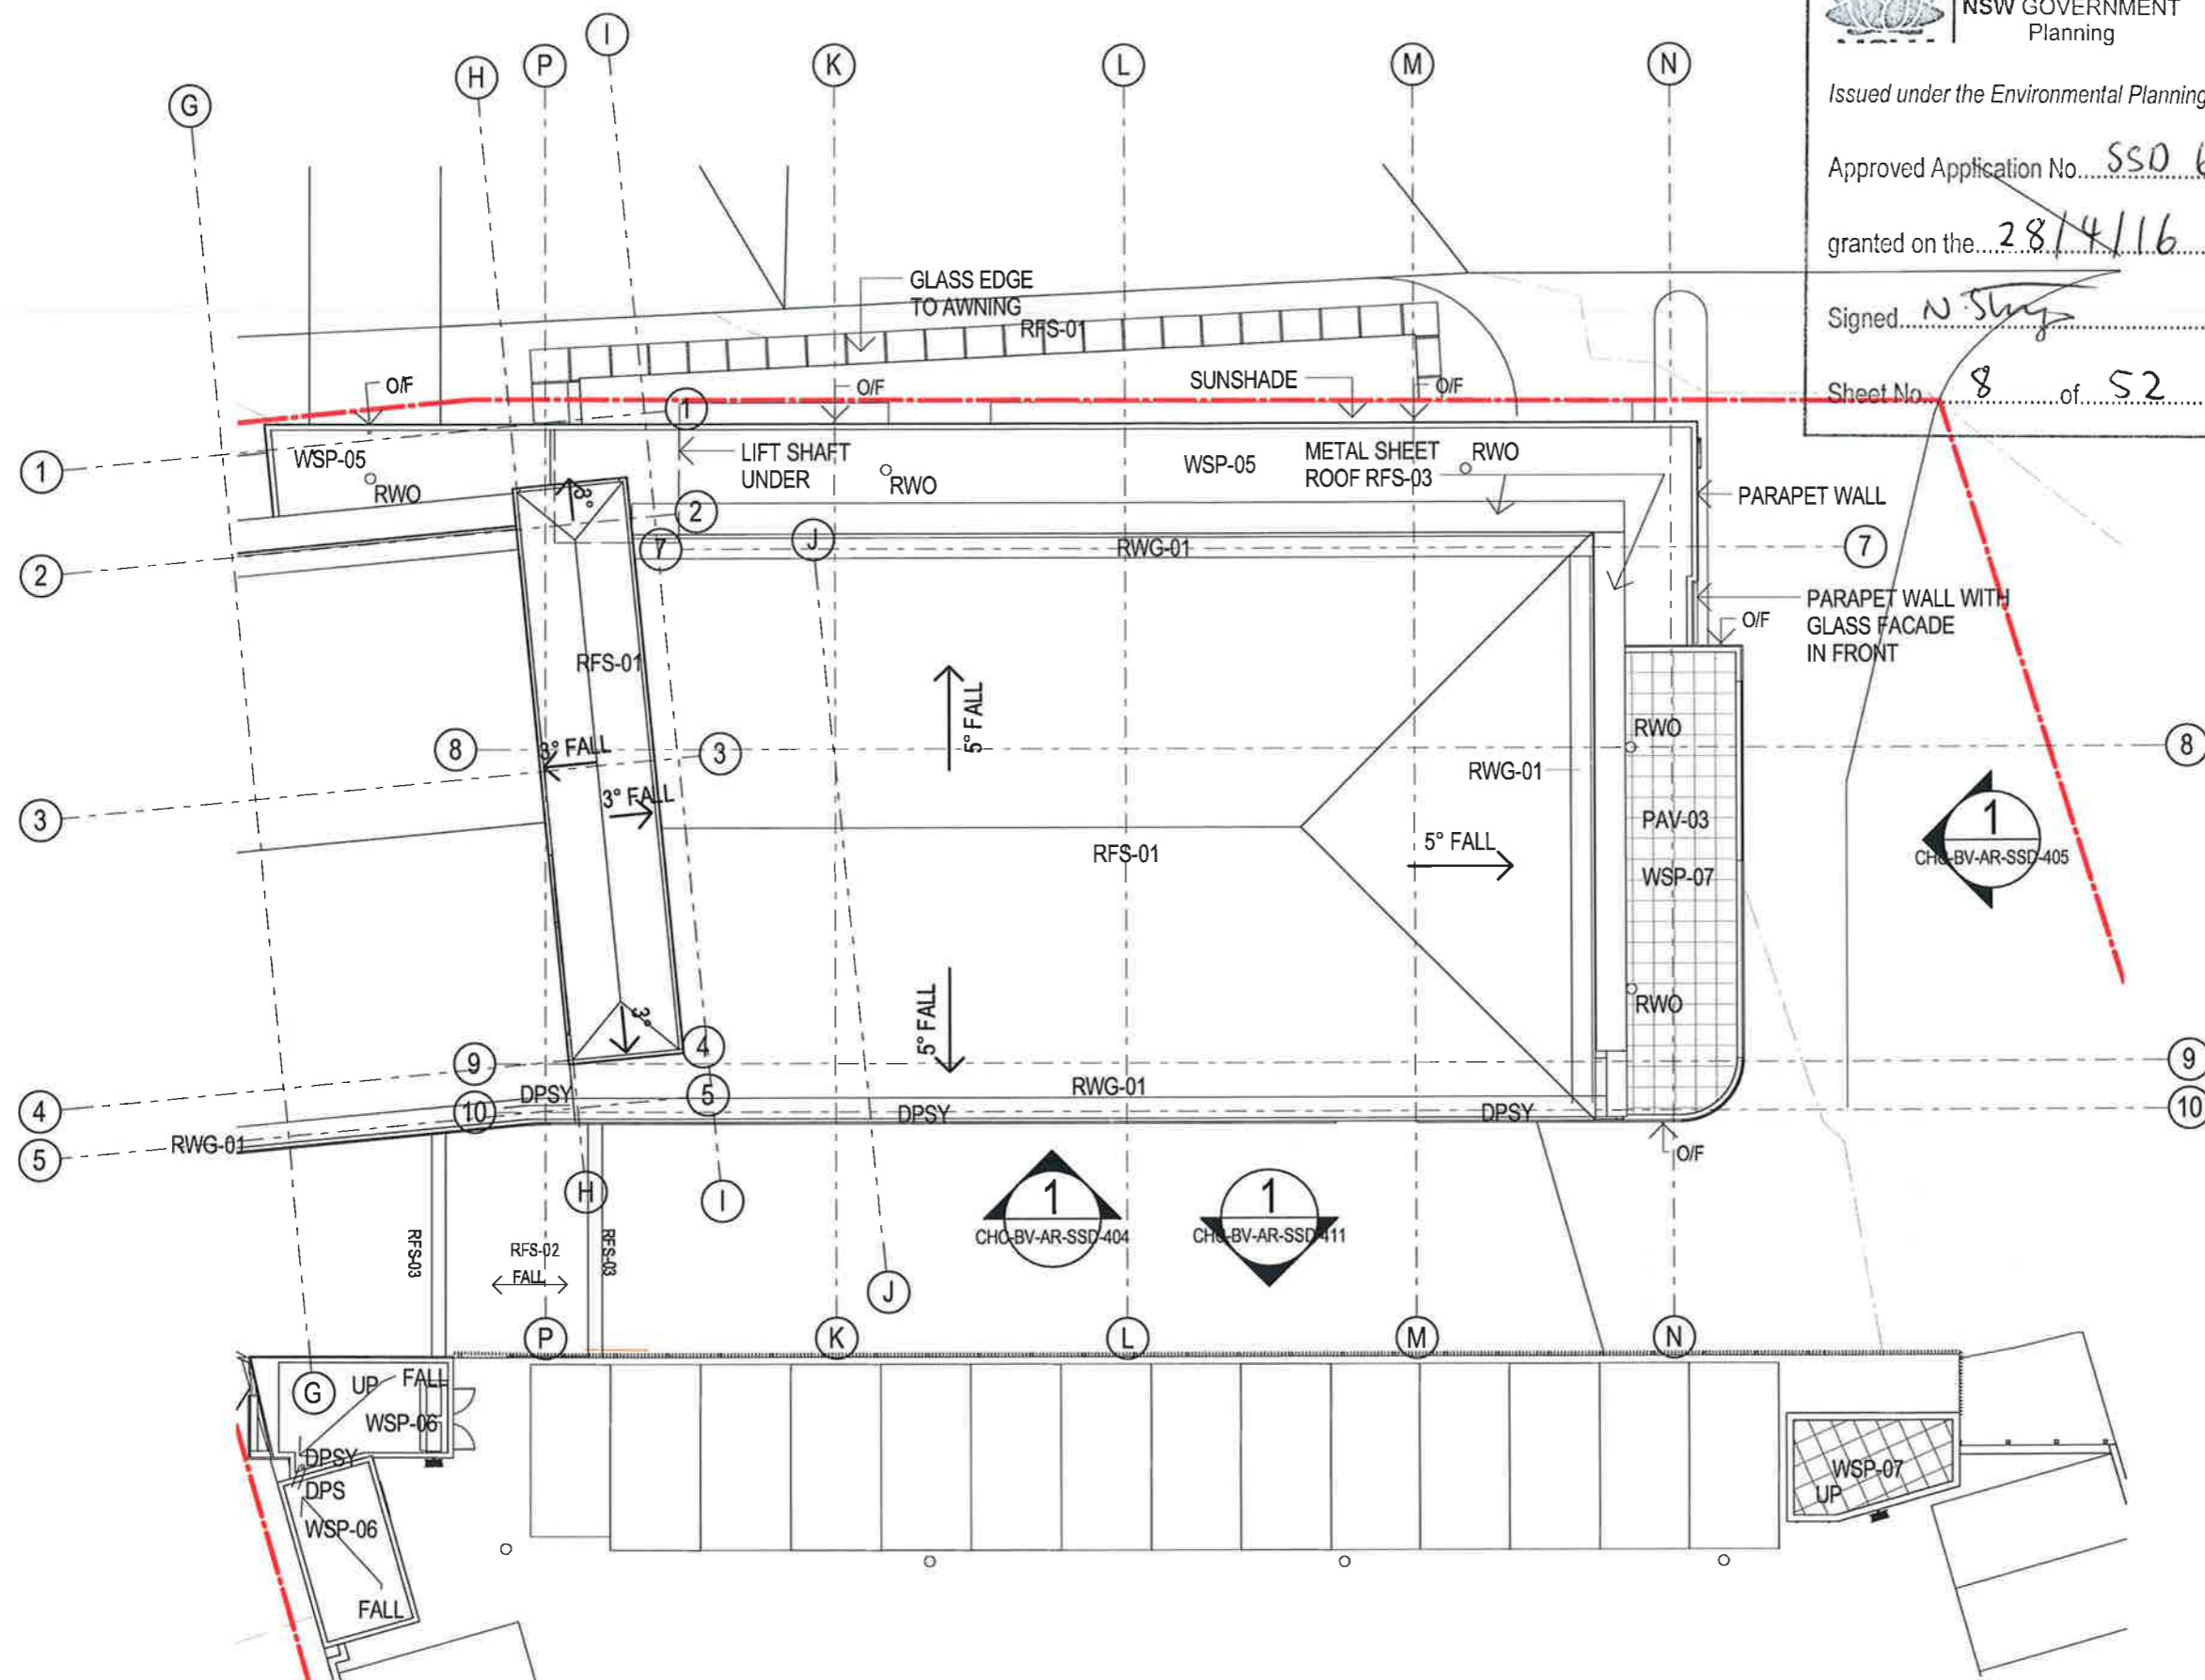 NSW GOVERNMENT
Planning
Issued under the Environmental Planning
Approved Application No. SSD 6
granted on the 28/4/16
Signed
Sheet No. 8 of 52
G
H
P
I
K
L
M
N
GLASS EDGE
TO AWNING
RFS-01
O/F
O/F
SUNSHADE
O/F
1
1
WSP-05
RWO
LIFT SHAFT
UNDER
RWO
WSP-05
METAL SHEET
ROOF RFS-03
RWO
PARAPET WALL
3°
2
2
7
J
RWG-01
7
PARAPET WALL WITH
GLASS FACADE
IN FRONT
O/F
RFS-01
5° FALL
RWO
8
3° FALL
3
8
RWG-01
3
3° FALL
PAV-03
1
CHO-BV-AR-SSD-405
RFS-01
5° FALL
WSP-07
5° FALL
3°
RWO
9
4
9
4
DPSY
5
RWG-01
10
DPSY
DPSY
10
5
RWG-01
O/F
H
I
1
CHO-BV-AR-SSD-404
1
CHO-BV-AR-SSD-411
RFS-03
RFS-02
FALL
RFS-03
J
P
K
L
M
N
G
UP
FALL
WSP-06
DPSY
DPS
WSP-06
FALL
WSP-07
UP